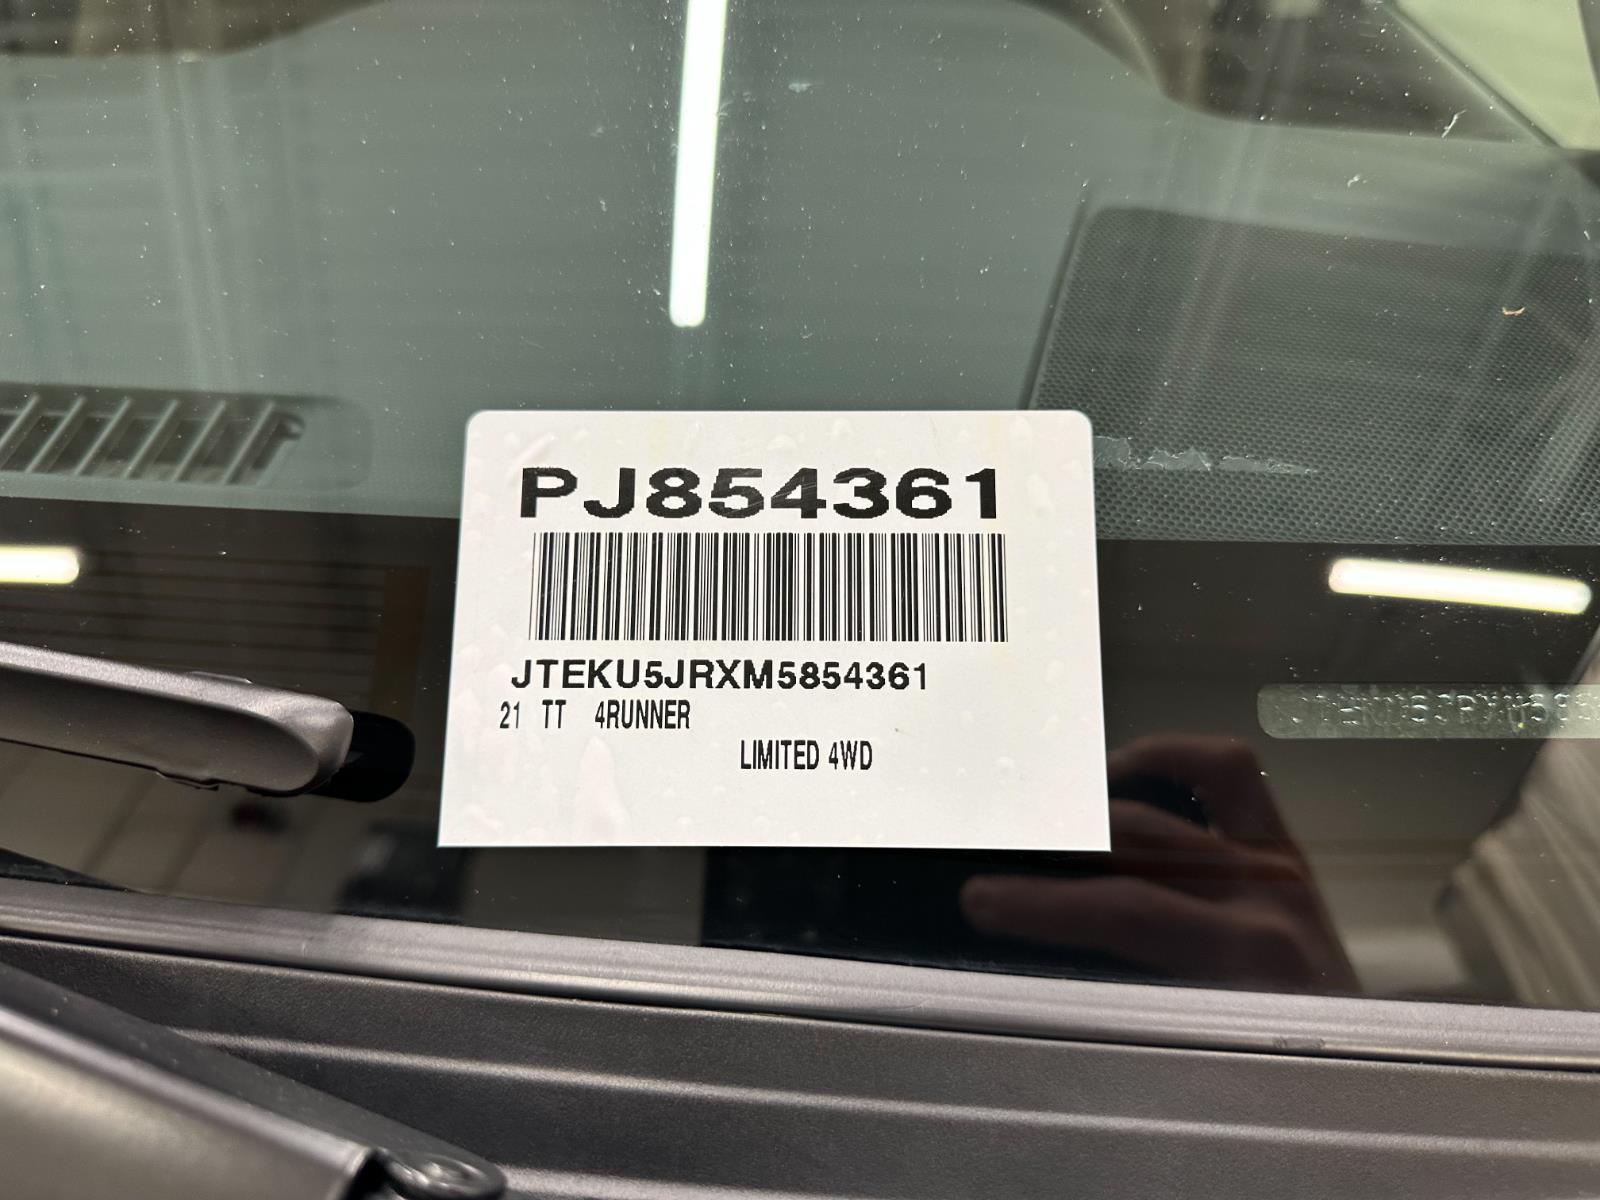 PJ854361
JTEKU5JRXM5854361
21 TT 4RUNNER
LIMITED 4WD